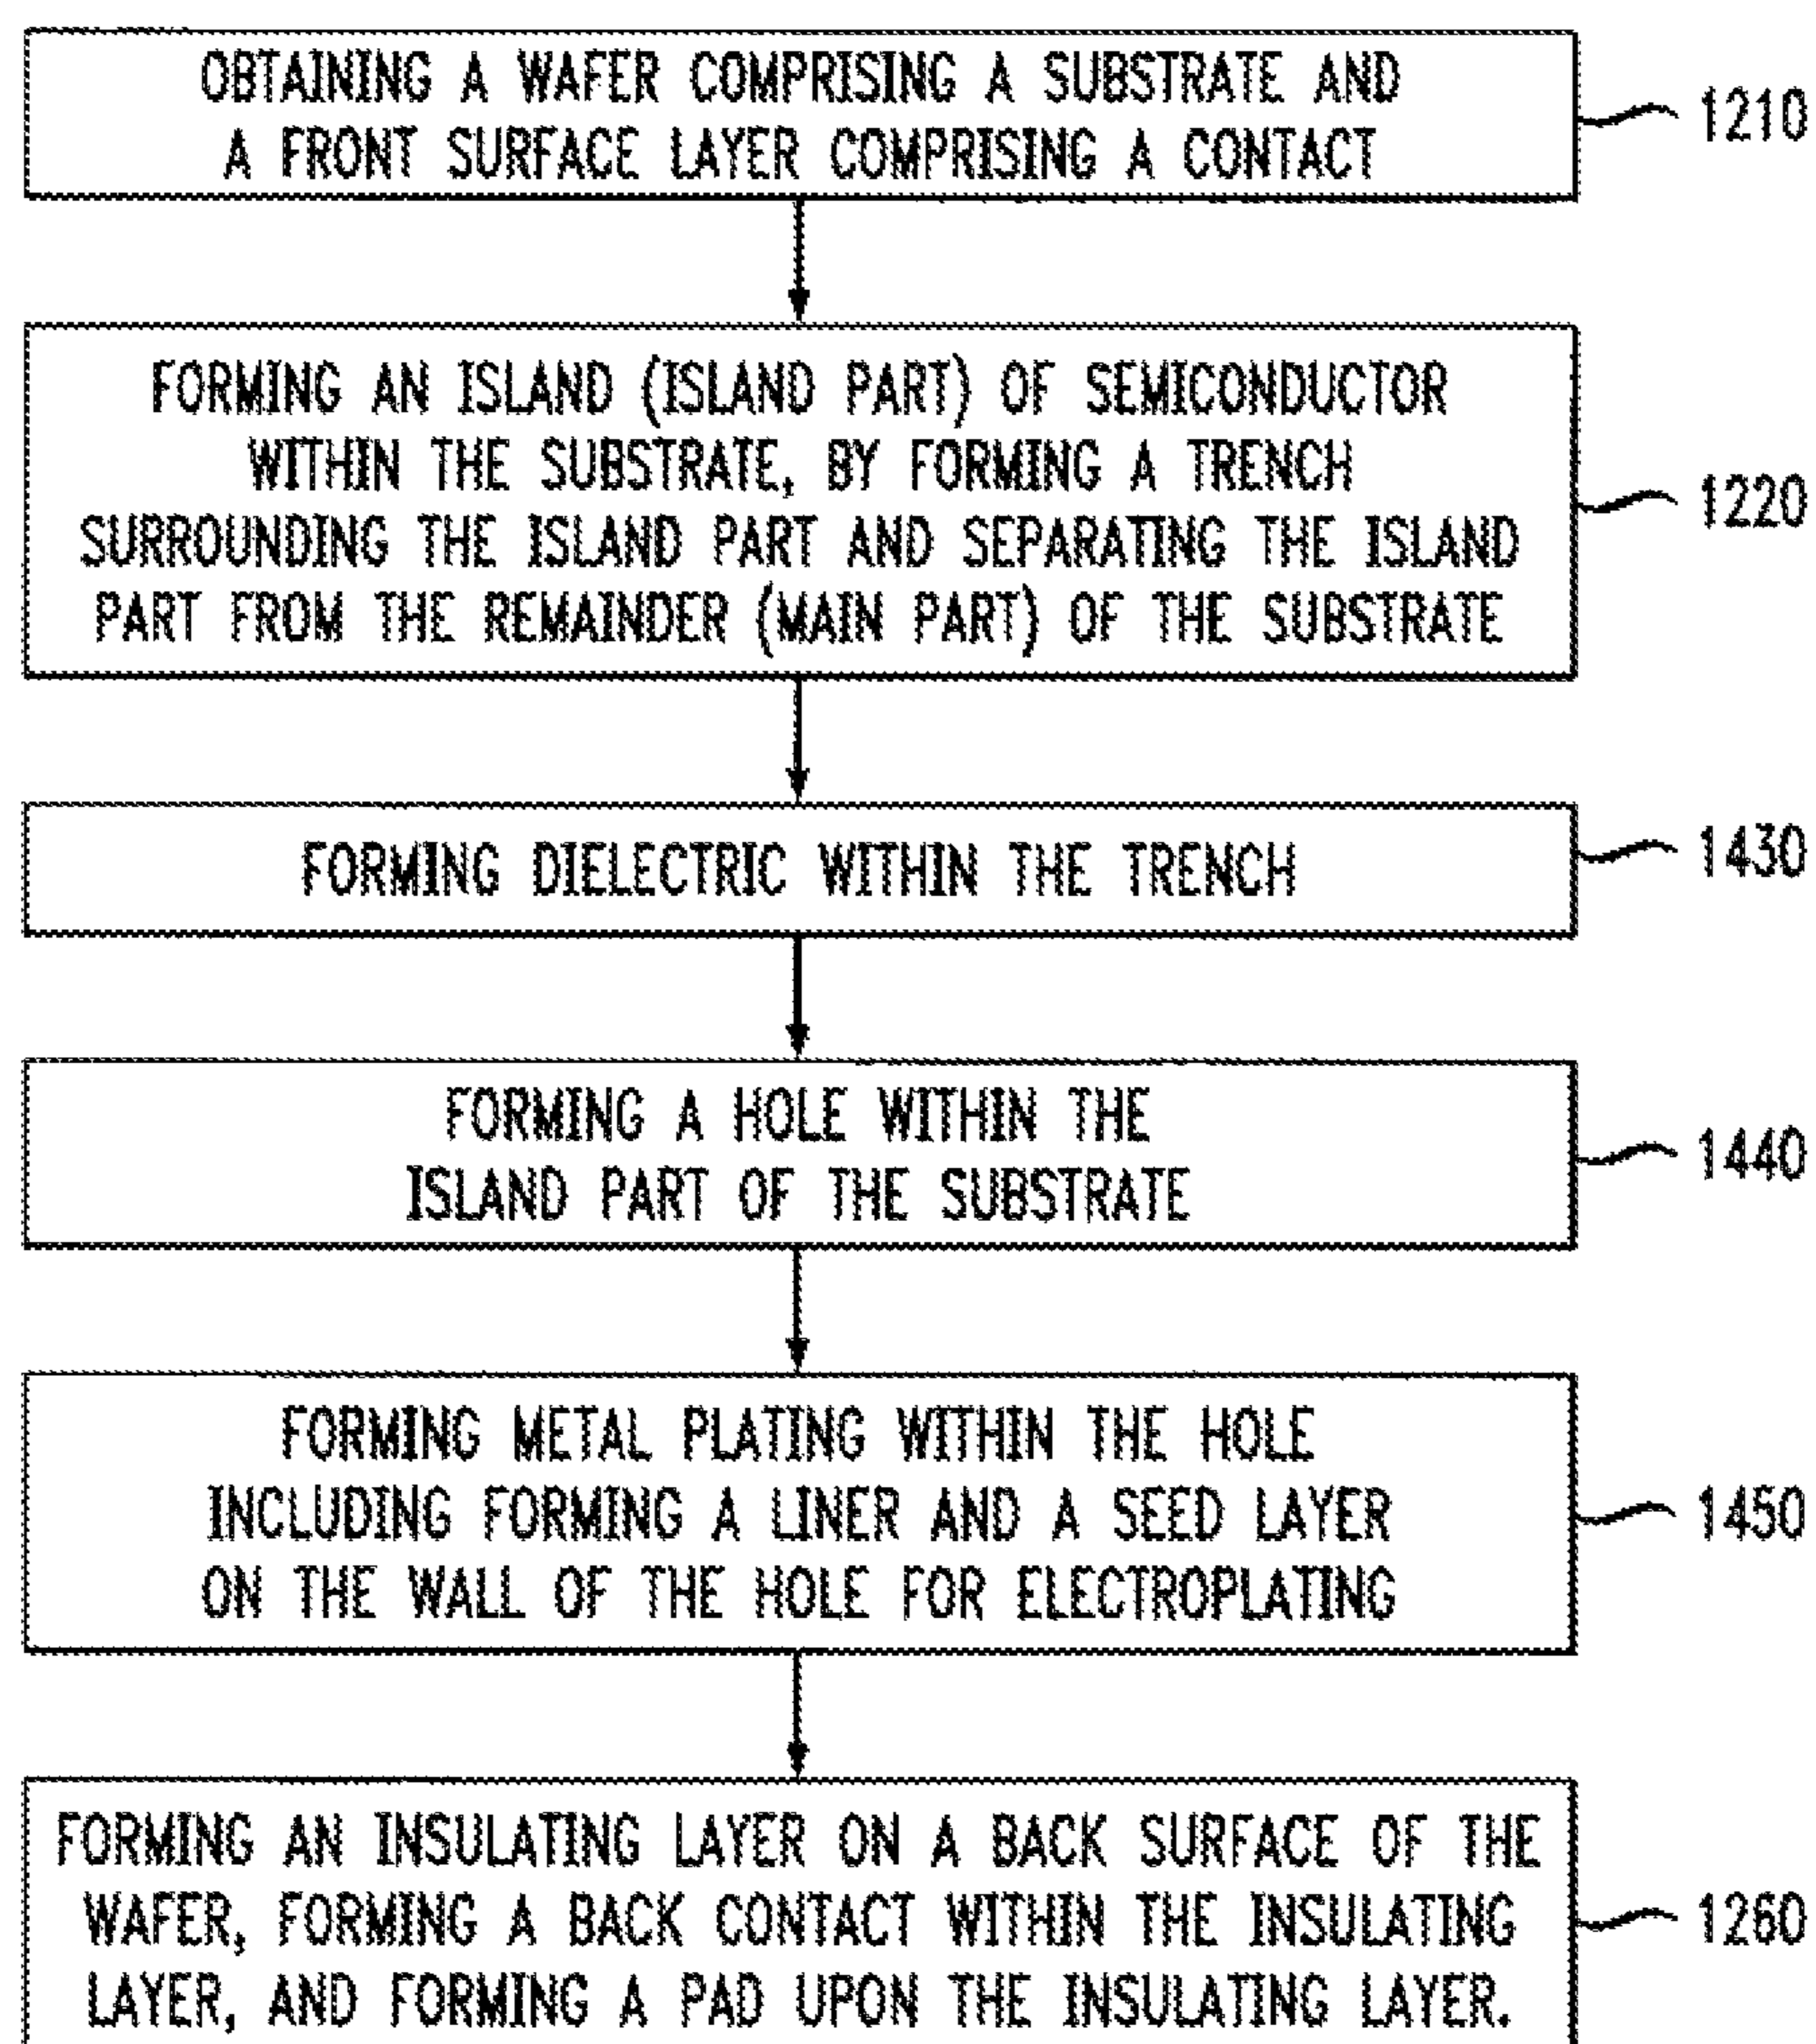 OBTAINING A WAFER COMPRISING A SUBSTRATE AND
A FRONT SURFACE LAYER COMPRISING A CONTACT
1210
FORMING AN ISLAND (ISLAND PART) OF SEMICONDUCTOR
WITHIN THE SUBSTRATE, BY FORMING A TRENCH
SURROUNDING THE ISLAND PART AND SEPARATING THE ISLAND
PART FROM THE REMAINDER (MAIN PART) OF THE SUBSTRATE
1220
FORMING DIELECTRIC WITHIN THE TRENCH
1430
FORMING A HOLE WITHIN THE
ISLAND PART OF THE SUBSTRATE
1440
FORMING METAL PLATING WITHIN THE HOLE
INCLUDING FORMING A LINER AND A SEED LAYER
ON THE WALL OF THE HOLE FOR ELECTROPLATING
1450
FORMING AN INSULATING LAYER ON A BACK SURFACE OF THE
WAFER, FORMING A BACK CONTACT WITHIN THE INSULATING
LAYER, AND FORMING A PAD UPON THE INSULATING LAYER.
1260